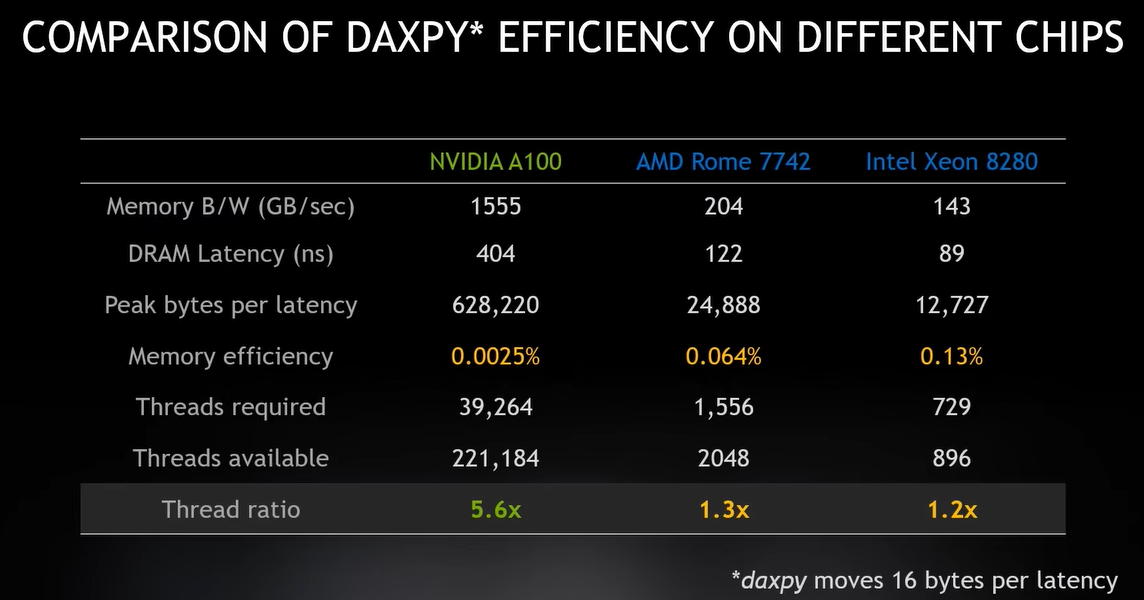 COMPARISON OF DAXPY* EFFICIENCY ON DIFFERENT CHIPS
NVIDIA A100 AMD Rome 7742 Intel Xeon 8280
Memory B/W (GB/sec) 1555 204 143
DRAM Latency (ns) 404 122 89
Peak bytes per latency 628,220 24,888 12,727
Memory efficiency 0.0025% 0.064% 0.13%
Threads required 39,264 1,556 729
Threads available 221,184 2048 896
Thread ratio 5.6x 1.3x 1.2x
*daxpy moves 16 bytes per latency